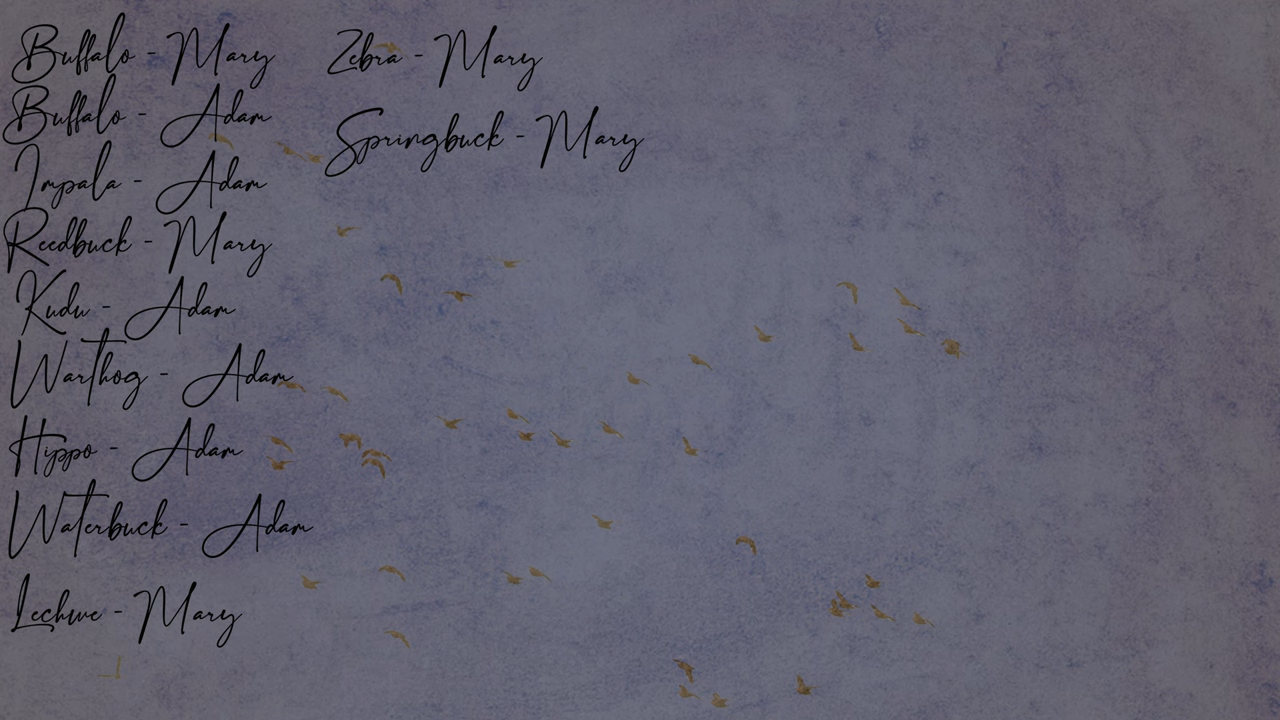 Buffalo - Mary
Buffalo - Adam
Impala - Adam
Reedbuck - Mary
Kudu - Adam
Warthog - Adam
Hippo - Adam
Waterbuck - Adam
Lechwe - Mary
Zebra - Mary
Springbuck - Mary